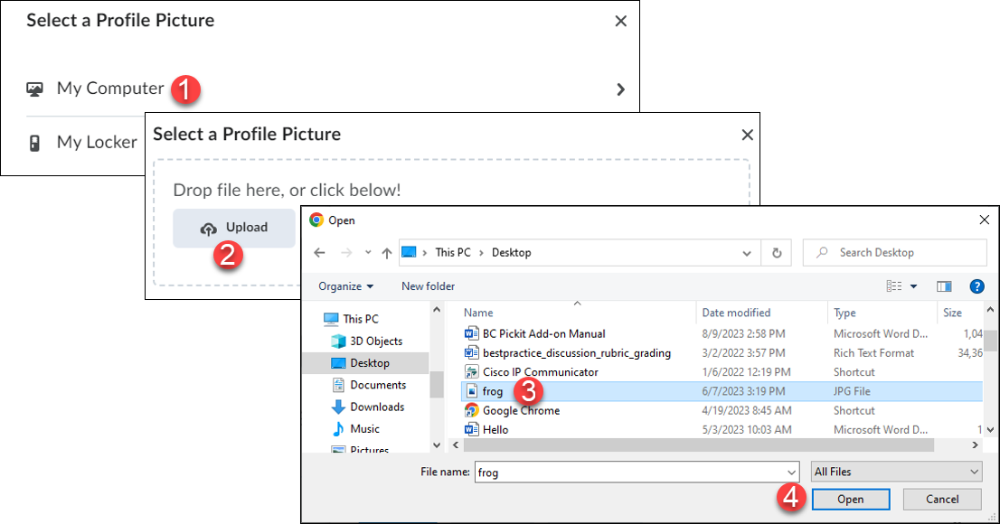 Select a Profile Picture
My Computer 1
My Locker
Select a Profile Picture
Drop file here, or click below!
Upload
2
Open
This PC > Desktop
Search Desktop
Organize New folder
This PC
3D Objects
Desktop
Documents
Downloads
Music
Pictures
Name Date modified Type Size
BC Pickit Add-on Manual 8/9/2023 2:58 PM Microsoft Word D... 1,04
bestpractice_discussion_rubric_grading 3/2/2022 3:57 PM Rich Text Format 34,36
Cisco IP Communicator 1/6/2022 12:19 PM Shortcut
frog 3 6/7/2023 3:19 PM JPG File
Google Chrome 4/19/2023 8:45 AM Shortcut
Hello 5/3/2023 10:03 AM Microsoft Word D... 1
File name: frog All Files
4 Open Cancel